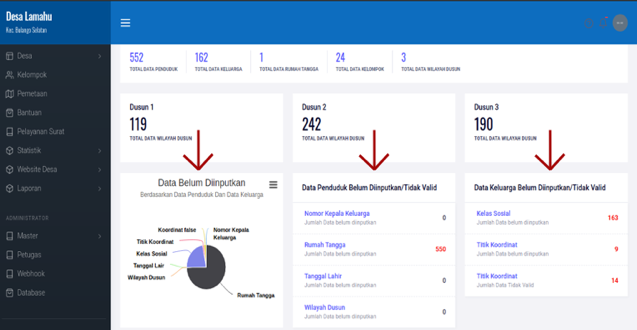 Desa Lamahu
Kec. Bulango Selatan
Desa
Kelompok
Pemetaan
Bantuan
Pelayanan Surat
Statistik
Website Desa
Laporan
ADMINISTRATOR
Master
Petugas
Webhook
Database
552 162 1 24 3
TOTAL DATA PENDUDUK TOTAL DATA KELUARGA TOTAL DATA RUMAH TANGGA TOTAL DATA KELOMPOK TOTAL DATA WILAYAH DUSUN
Dusun 1
119
TOTAL DATA WILAYAH DUSUN
Dusun 2
242
TOTAL DATA WILAYAH DUSUN
Dusun 3
190
TOTAL DATA WILAYAH DUSUN
Data Belum Diinputkan
Berdasarkan Data Penduduk Dan Data Keluarga
Koordinat false
Nomor Kepala
Keluarga
Titik Koordinat
Kelas Sosial
Tanggal Lair
Wilayah Dusun
Rumah Tangga
Data Penduduk Belum Diinputkan/Tidak Valid
Nomor Kepala Keluarga 0
Jumlah Data belum diinputkan
Rumah Tangga 550
Jumlah Data belum diinputkan
Tanggal Lahir 0
Jumlah Data belum diinputkan
Wilayah Dusun 0
Jumlah Data belum diinputkan
Data Keluarga Belum Diinputkan/Tidak Valid
Kelas Sosial 163
Jumlah Data belum diinputkan
Titik Koordinat 9
Jumlah Data belum diinputkan
Titik Koordinat 14
Jumlah Data Tidak Valid